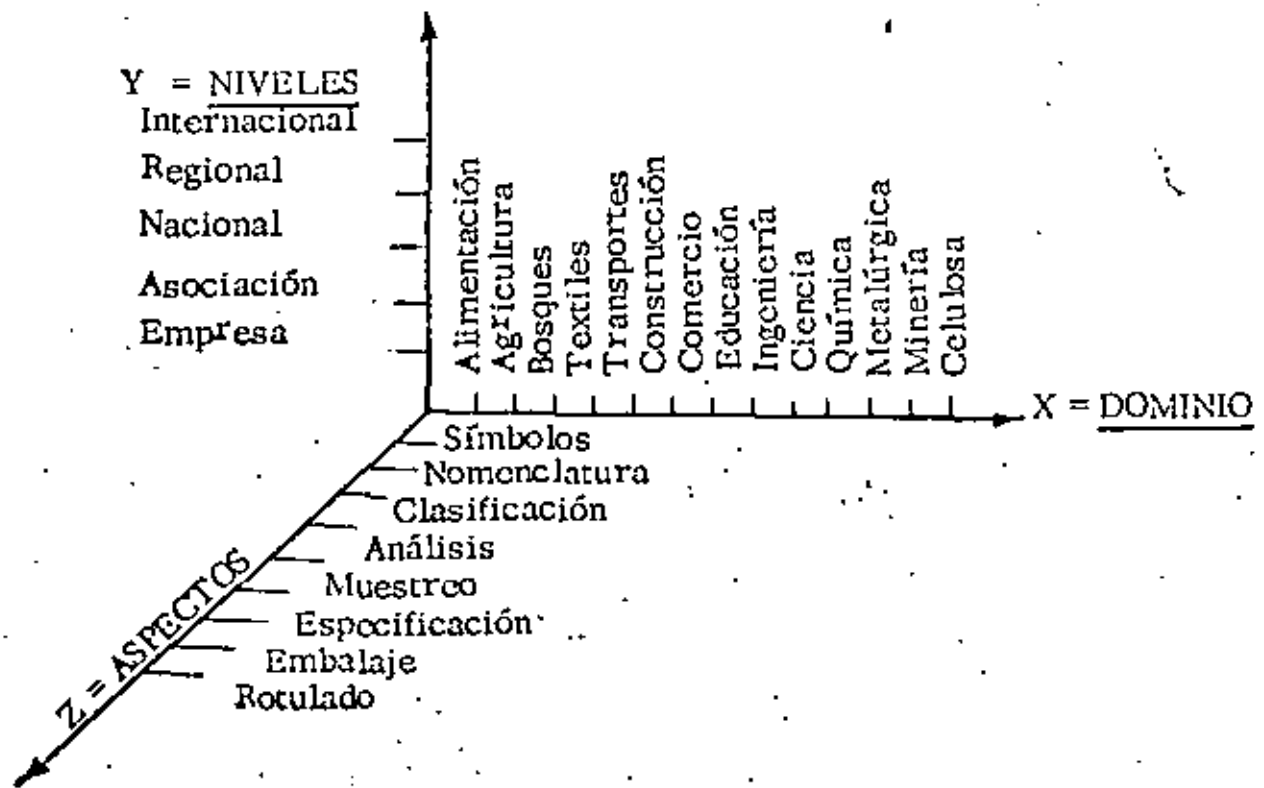 Y = NIVELES
Internacional
Regional
Nacional
Asociación
Empresa
Alimentación
Agricultura
Bosques
Textiles
Transportes
Construcción
Comercio
Educación
Ingeniería
Ciencia
Química
Metalúrgica
Minería
Celulosa
X = DOMINIO
Símbolos
Nomenclatura
Clasificación
Análisis
Muestreo
Especificación
Embalaje
Rotulado
Z = ASPECTOS